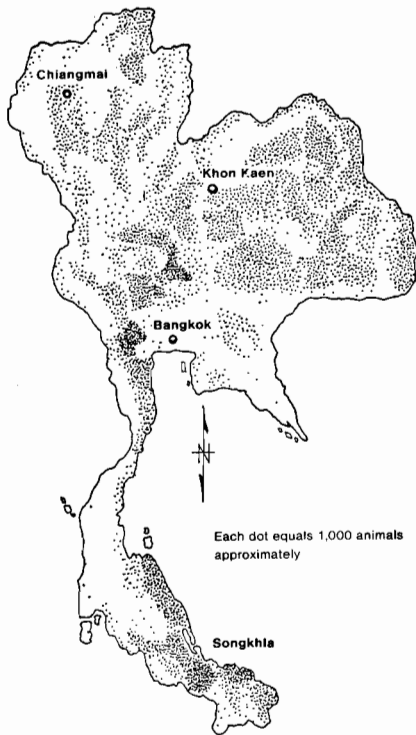 Chiangmai
Khon Kaen
Bangkok
N
Each dot equals 1,000 animals
approximately
Songkhla